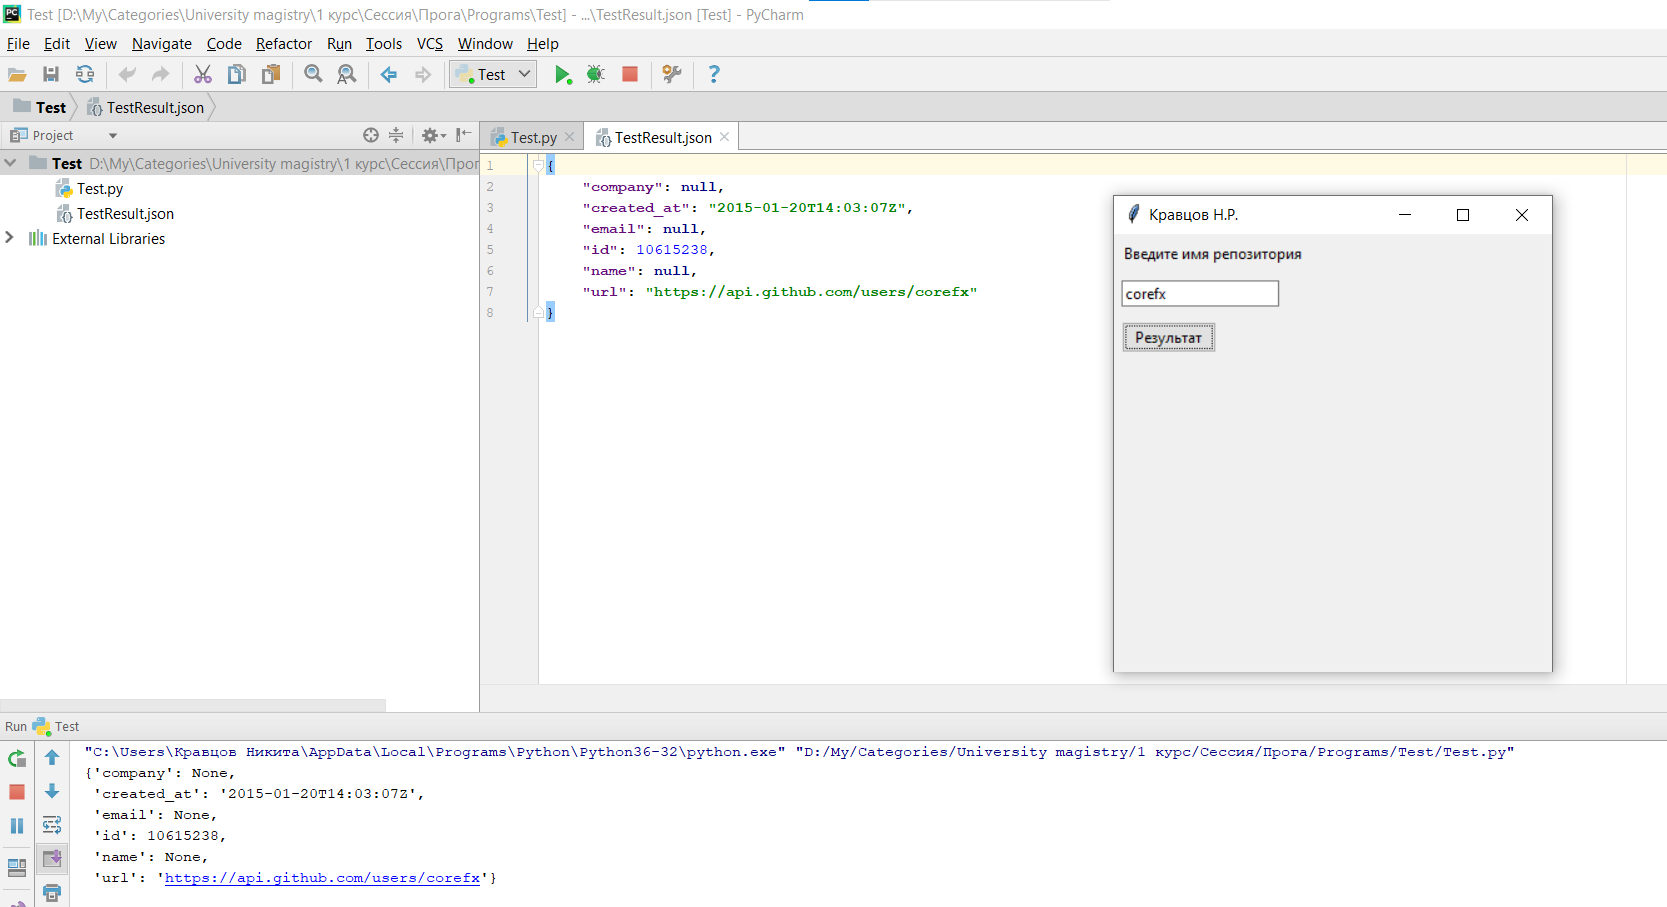 Test [D:\My\Categories\University magistry\1 курс\Сессия\Прога\Programs\Test] - ...\TestResult.json [Test] - PyCharm
File Edit View Navigate Code Refactor Run Tools VCS Window Help
Test
Test TestResult.json
Project
Test.py TestResult.json
Test D:\My\Categories\University magistry\1 курс\Сессия\Прог
Test.py
TestResult.json
External Libraries
1 {
2 "company": null,
3 "created_at": "2015-01-20T14:03:07Z",
4 "email": null,
5 "id": 10615238,
6 "name": null,
7 "url": "https://api.github.com/users/corefx"
8 }
Кравцов Н.Р.
Введите имя репозитория
corefx
Результат
Run Test
"C:\Users\Кравцов Никита\AppData\Local\Programs\Python\Python36-32\python.exe" "D:/My/Categories/University magistry/1 курс/Сессия/Прога/Programs/Test/Test.py"
{'company': None,
'created_at': '2015-01-20T14:03:07Z',
'email': None,
'id': 10615238,
'name': None,
'url': 'https://api.github.com/users/corefx'}